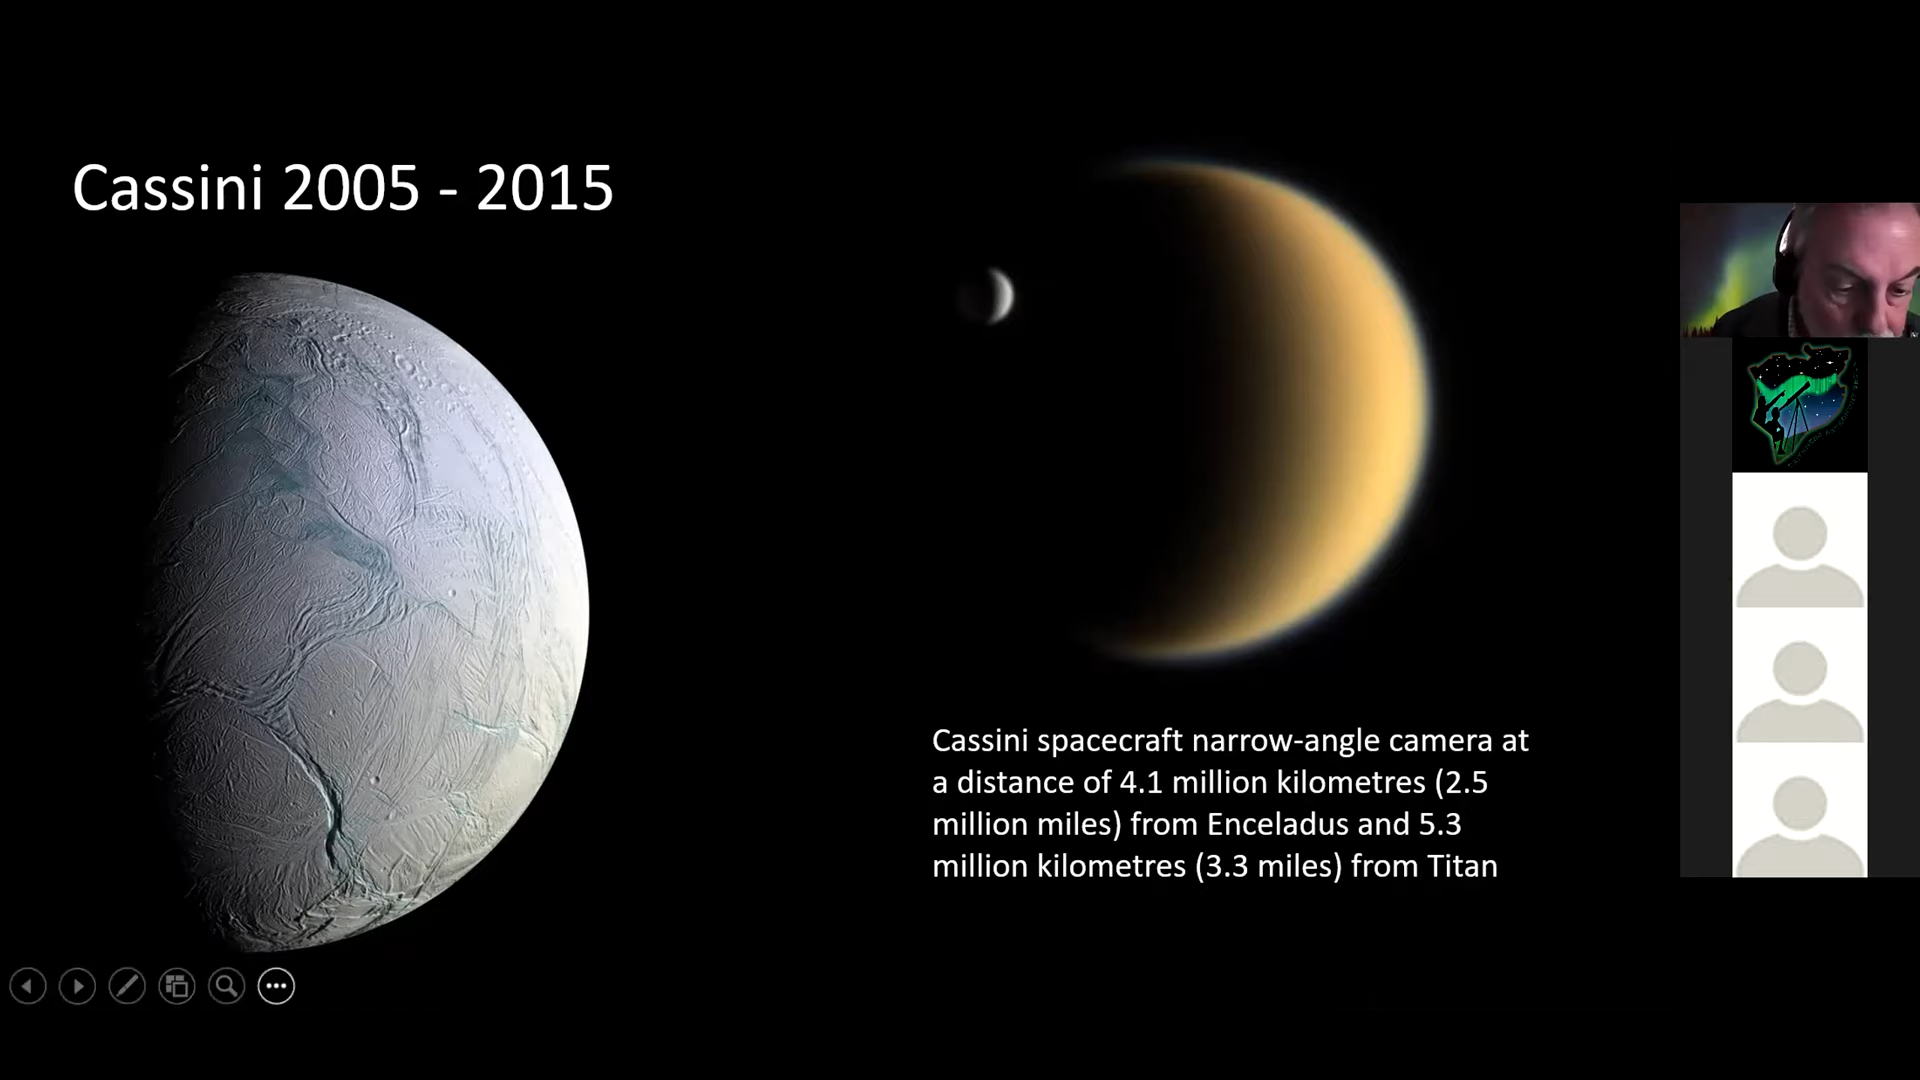 Cassini 2005 - 2015
Cassini spacecraft narrow-angle camera at
a distance of 4.1 million kilometres (2.5
million miles) from Enceladus and 5.3
million kilometres (3.3 miles) from Titan